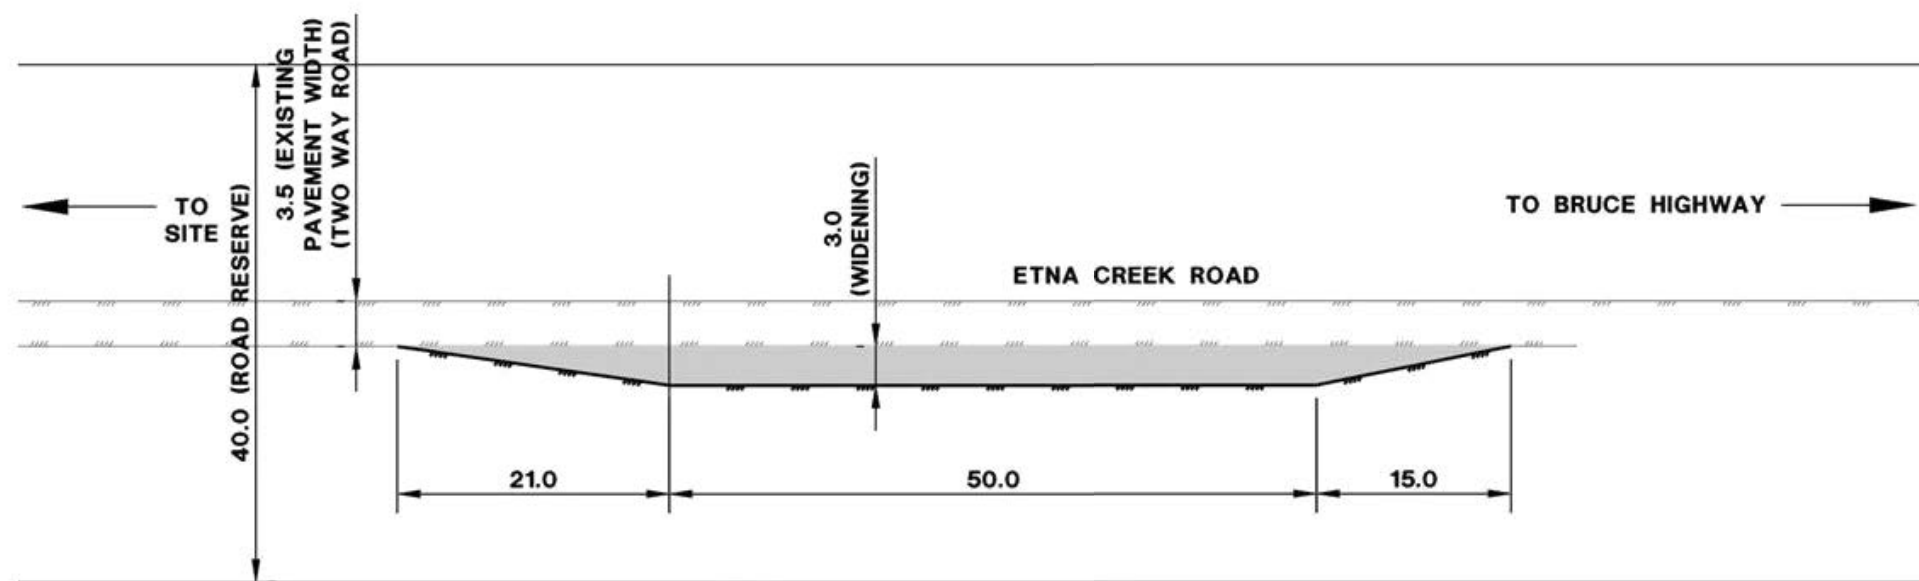 3.5 (EXISTING
PAVEMENT WIDTH)
(TWO WAY ROAD)
TO
SITE
40.0 (ROAD RESERVE)
3.0
(WIDENING)
TO BRUCE HIGHWAY
ETNA CREEK ROAD
21.0
50.0
15.0